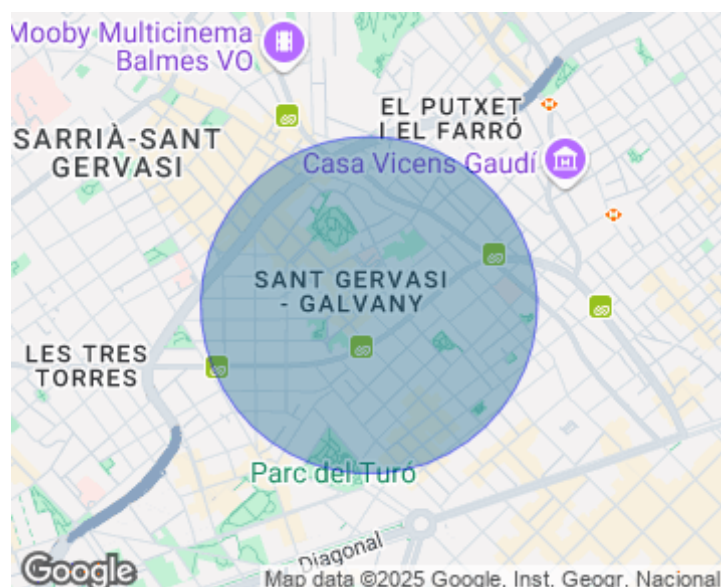 Mooby Multicinema
Balmes VO
EL PUTXET
I EL FARRÓ
SARRIÀ-SANT
GERVASI
Casa Vicens Gaudí
SANT GERVASI
- GALVANY
LES TRES
TORRES
Parc del Turó
Diagonal
Google
Map data ©2025 Google, Inst. Geogr. Nacional